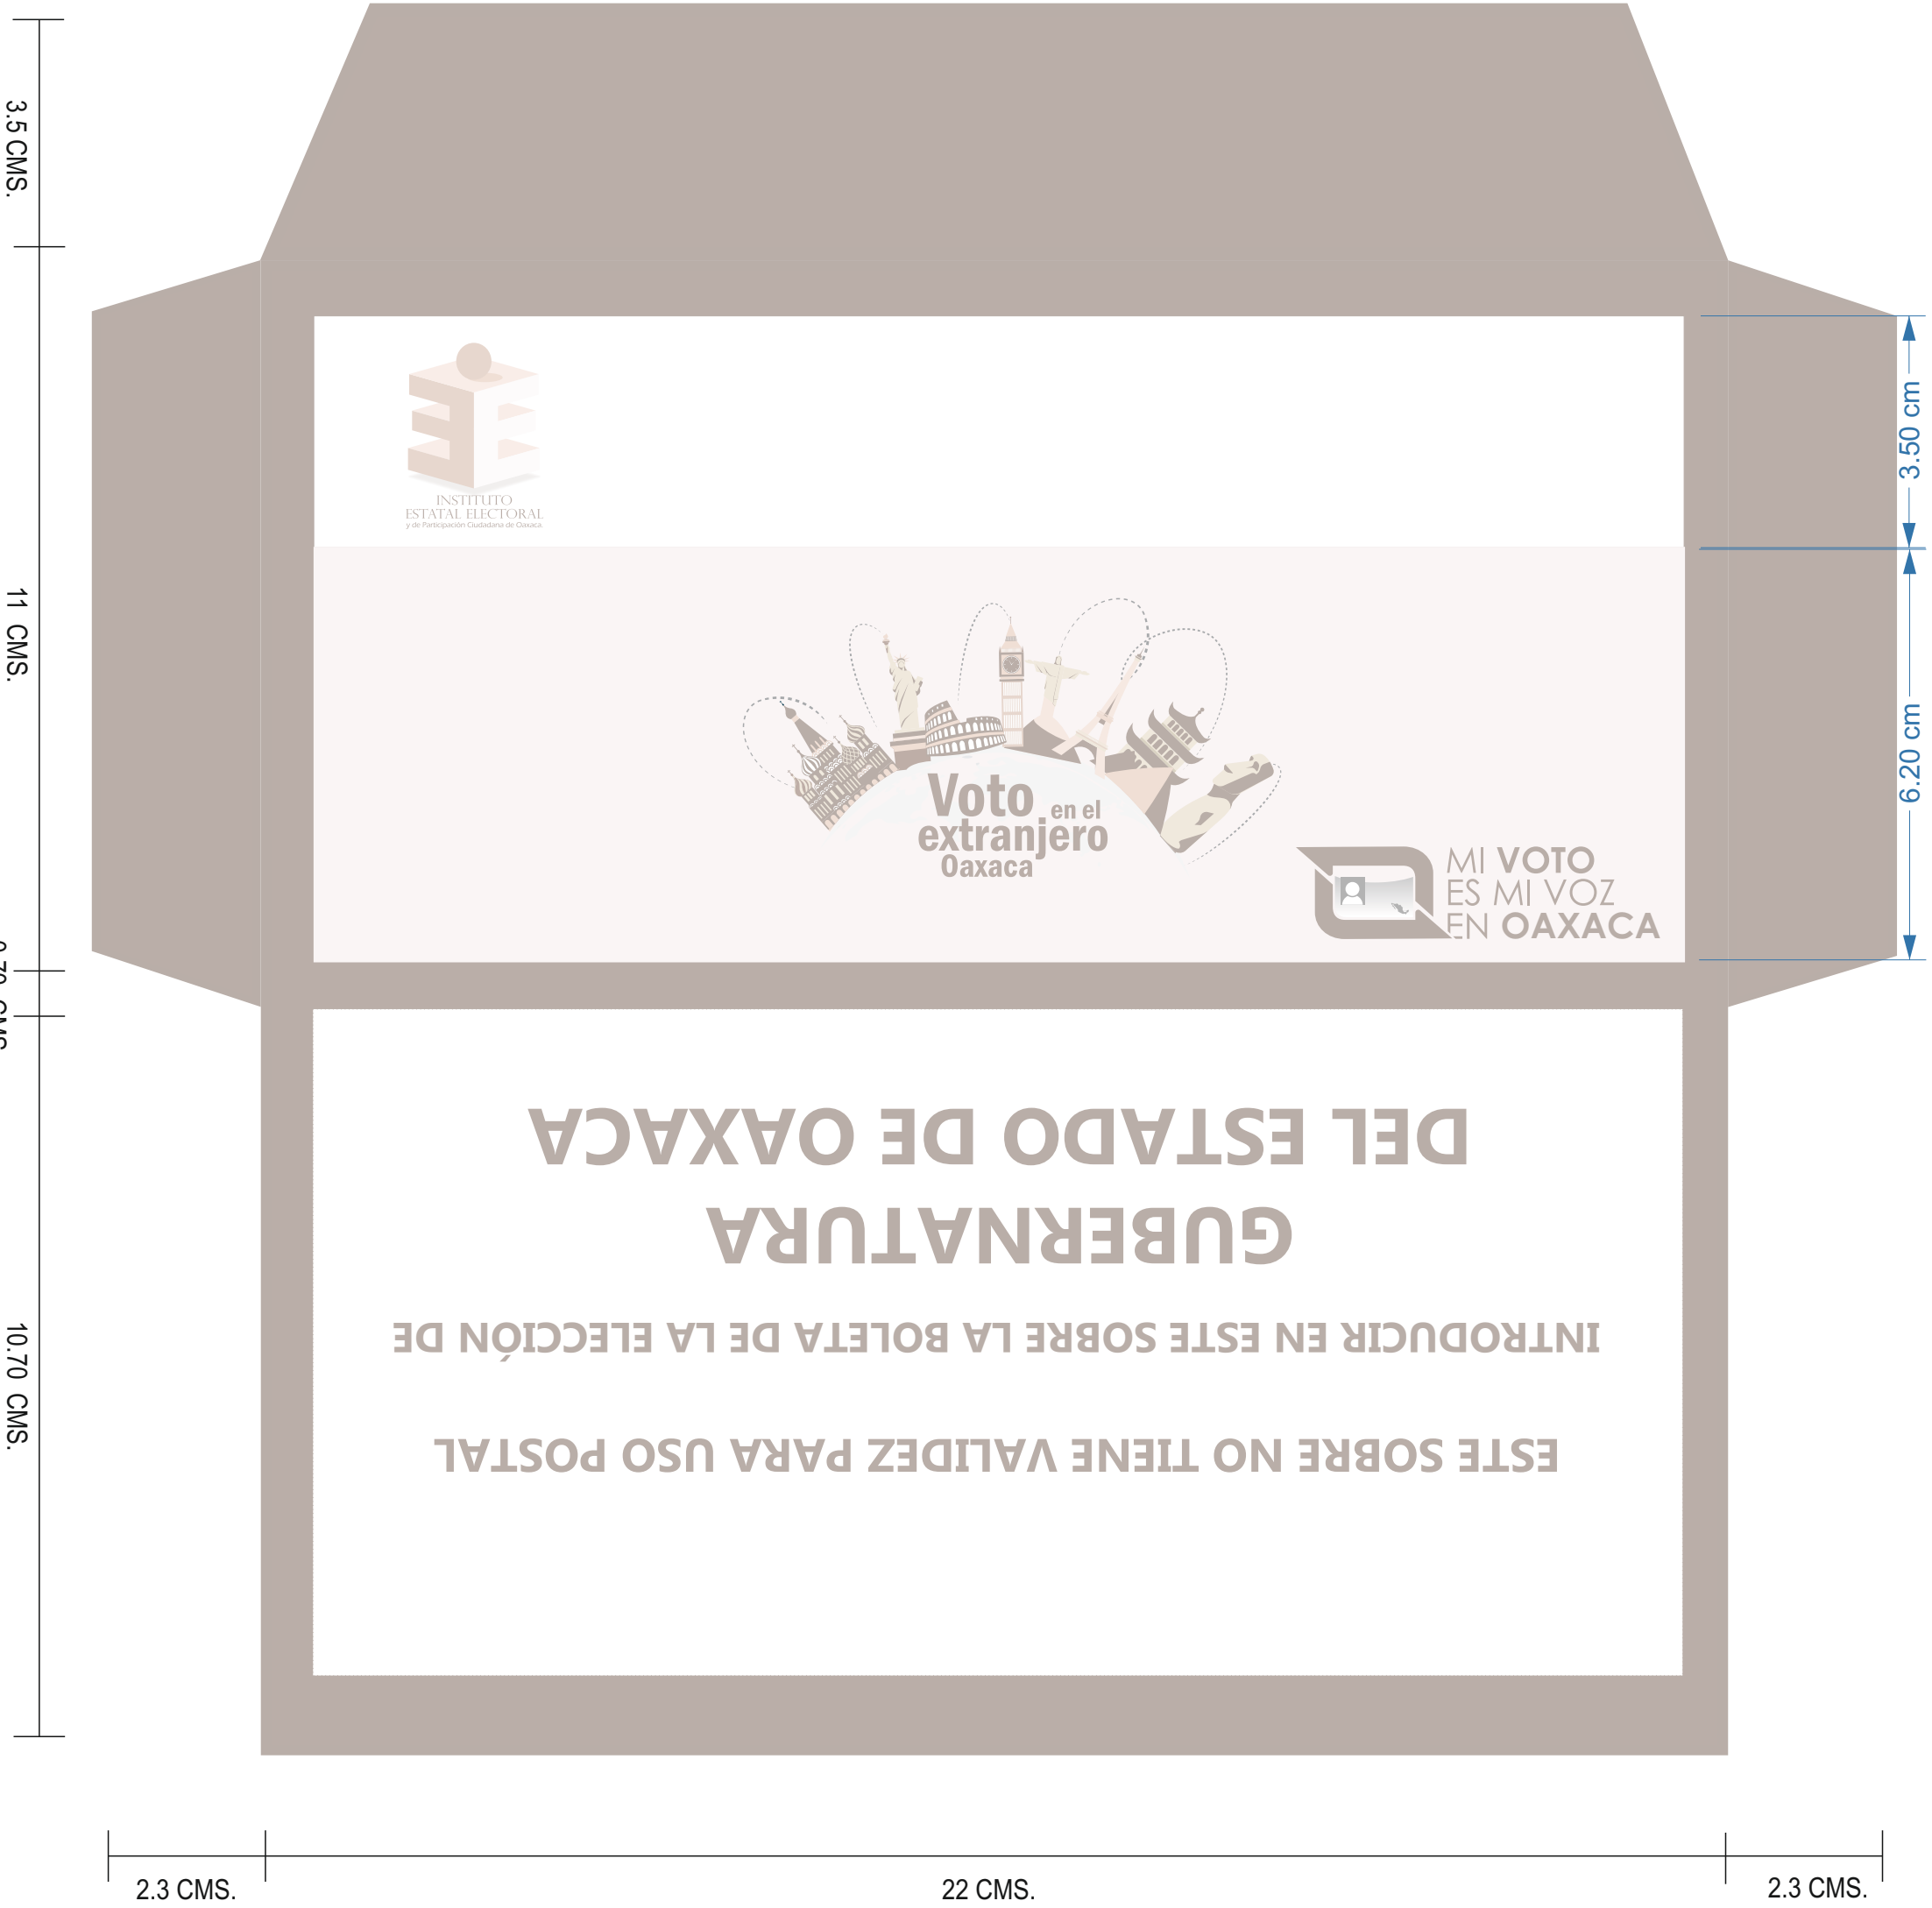 3.5 CMS.
11 CMS.
10.70 CMS.
INSTITUTO
ESTATAL ELECTORAL
y de Participación Ciudadana de Oaxaca.
3.50 cm
6.20 cm
Voto en el
extranjero
Oaxaca
MI VOTO
ES MI VOZ
EN OAXACA
ESTE SOBRE NO TIENE VALIDEZ PARA USO POSTAL
INTRODUCIR EN ESTE SOBRE LA BOLETA DE LA ELECCIÓN DE
GUBERNATURA
DEL ESTADO DE OAXACA
2.3 CMS.
22 CMS.
2.3 CMS.